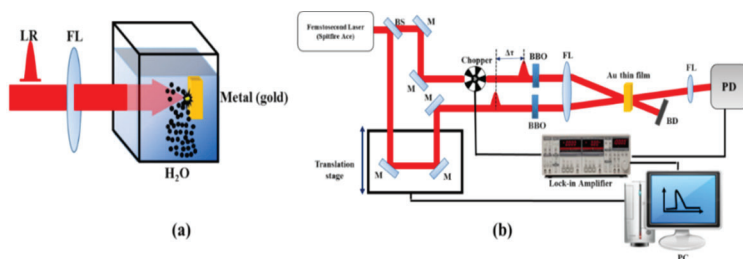 LR
FL
Metal (gold)
H₂O
(a)
Femtosecond Laser
(Spitfire Ace)
BS
M
M
Chopper
Δτ
BBO
FL
Au thin film
FL
PD
M
M
BBO
BD
Translation
stage
M
M
Lock-in Amplifier
(b)
PC